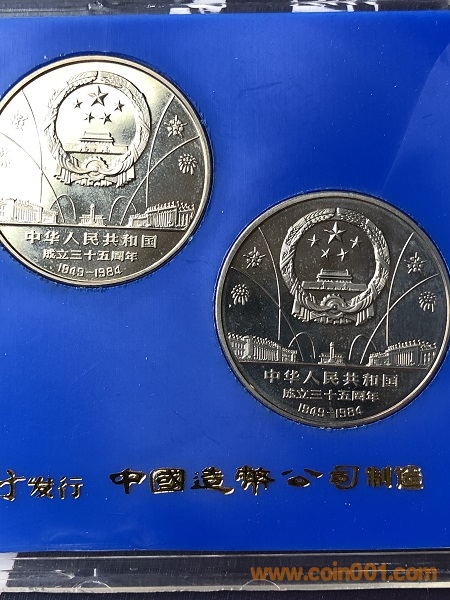 中华人民共和国
成立三十五周年
1949-1984
中华人民共和国
成立三十五周年
1949-1984
发行 中國造幣公司制造
www.coin001.com